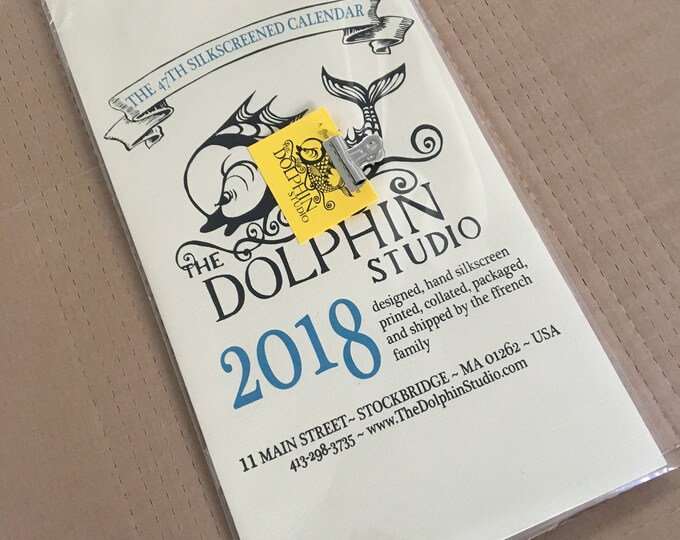 THE 47TH SILKSCREENED CALENDAR
THE
DOLPHIN
STUDIO
THE
DOLPHIN
STUDIO
2018
designed, hand silkscreen
printed, collated, packaged,
and shipped by the ffrench
family
11 MAIN STREET~ STOCKBRIDGE ~ MA 01262 ~ USA
413-298-3735 ~ www.TheDolphinStudio.com